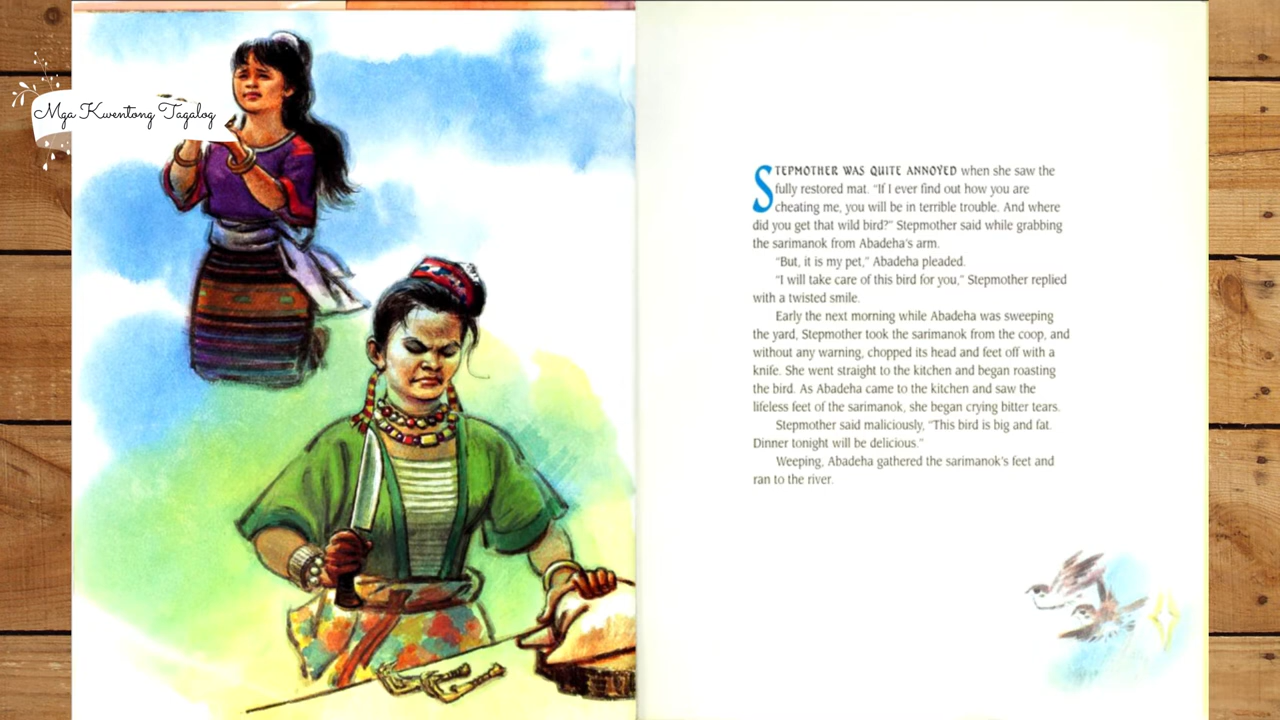 Mga Kwentong Tagalog
STEPMOTHER WAS QUITE ANNOYED when she saw the
fully restored mat. “If I ever find out how you are
cheating me, you will be in terrible trouble. And where
did you get that wild bird?” Stepmother said while grabbing
the sarimanok from Abadeha’s arm.
“But, it is my pet,” Abadeha pleaded.
“I will take care of this bird for you,” Stepmother replied
with a twisted smile.
Early the next morning while Abadeha was sweeping
the yard, Stepmother took the sarimanok from the coop, and
without any warning, chopped its head and feet off with a
knife. She went straight to the kitchen and began roasting
the bird. As Abadeha came to the kitchen and saw the
lifeless feet of the sarimanok, she began crying bitter tears.
Stepmother said maliciously, “This bird is big and fat.
Dinner tonight will be delicious.”
Weeping, Abadeha gathered the sarimanok’s feet and
ran to the river.